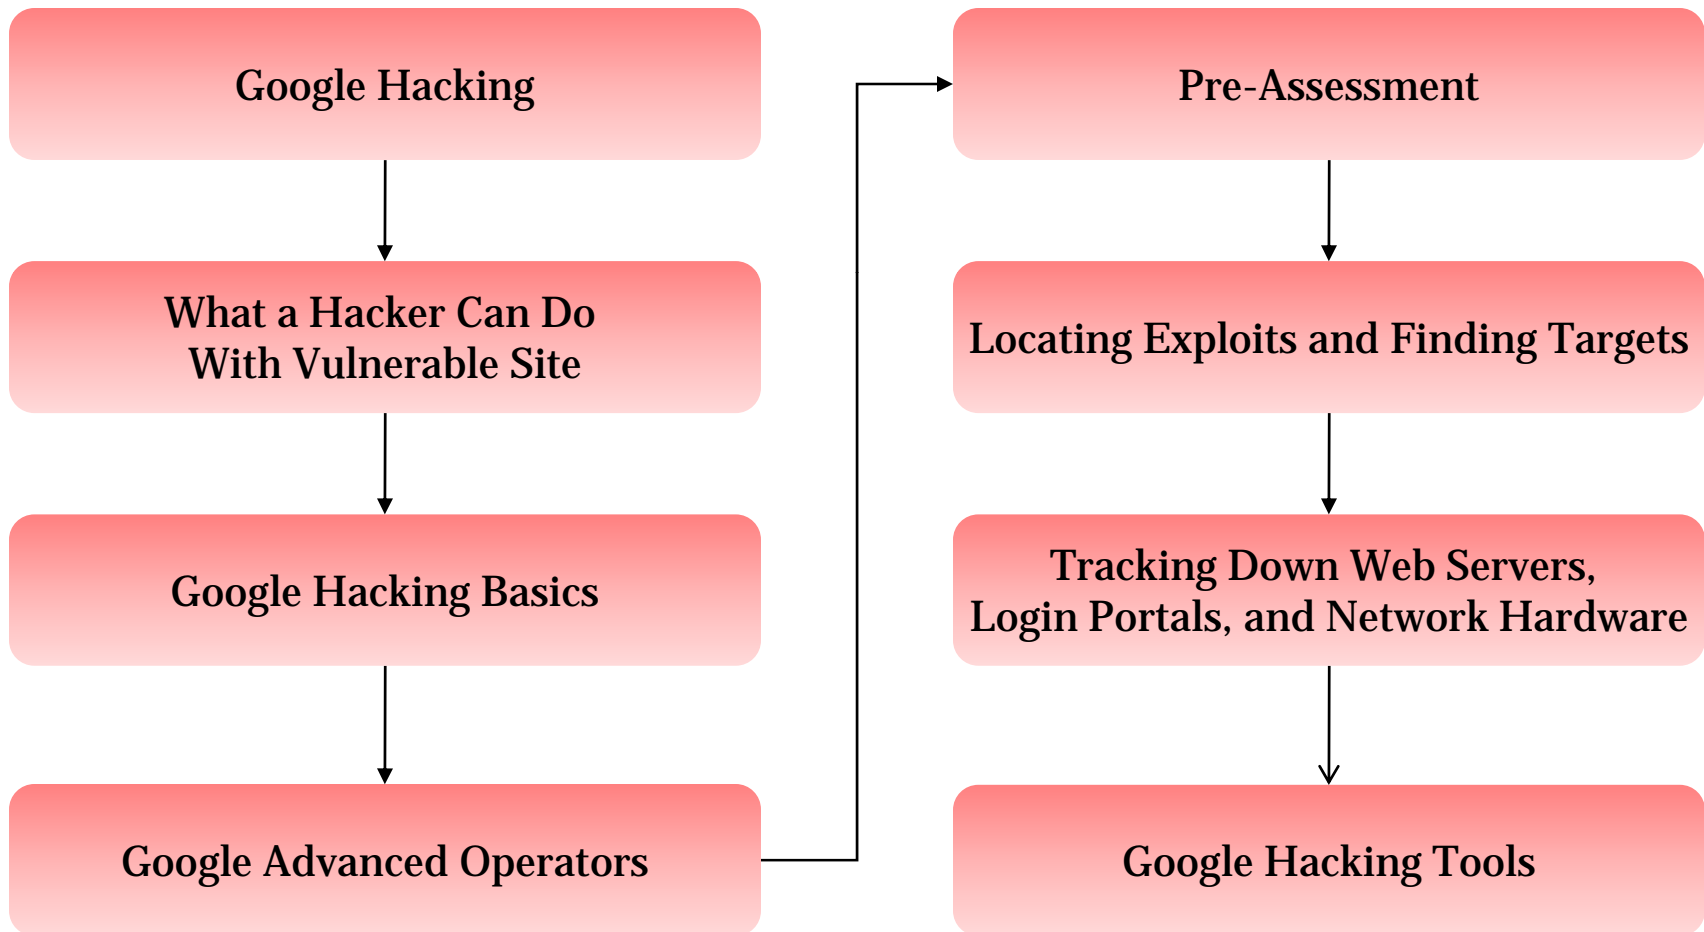 Google Hacking
What a Hacker Can Do
With Vulnerable Site
Google Hacking Basics
Google Advanced Operators
Pre-Assessment
Locating Exploits and Finding Targets
Tracking Down Web Servers,
Login Portals, and Network Hardware
Google Hacking Tools